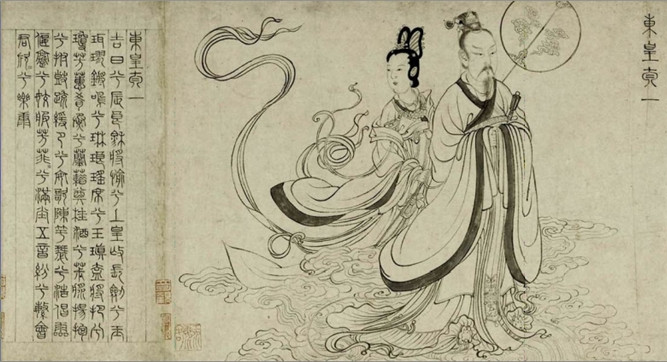 東皇太一
東皇太一
吉日兮辰良穆將愉兮上皇撫長劍兮玉
珥璆鏘鳴兮琳琅瑤席兮玉瑱盍將把兮
瓊芳蕙肴蒸兮蘭藉奠桂酒兮椒漿揚枹
兮拊鼓疏緩節兮安歌陳竽瑟兮浩倡靈
偃蹇兮姣服芳菲菲兮滿堂五音紛兮繁會
君欣欣兮樂康